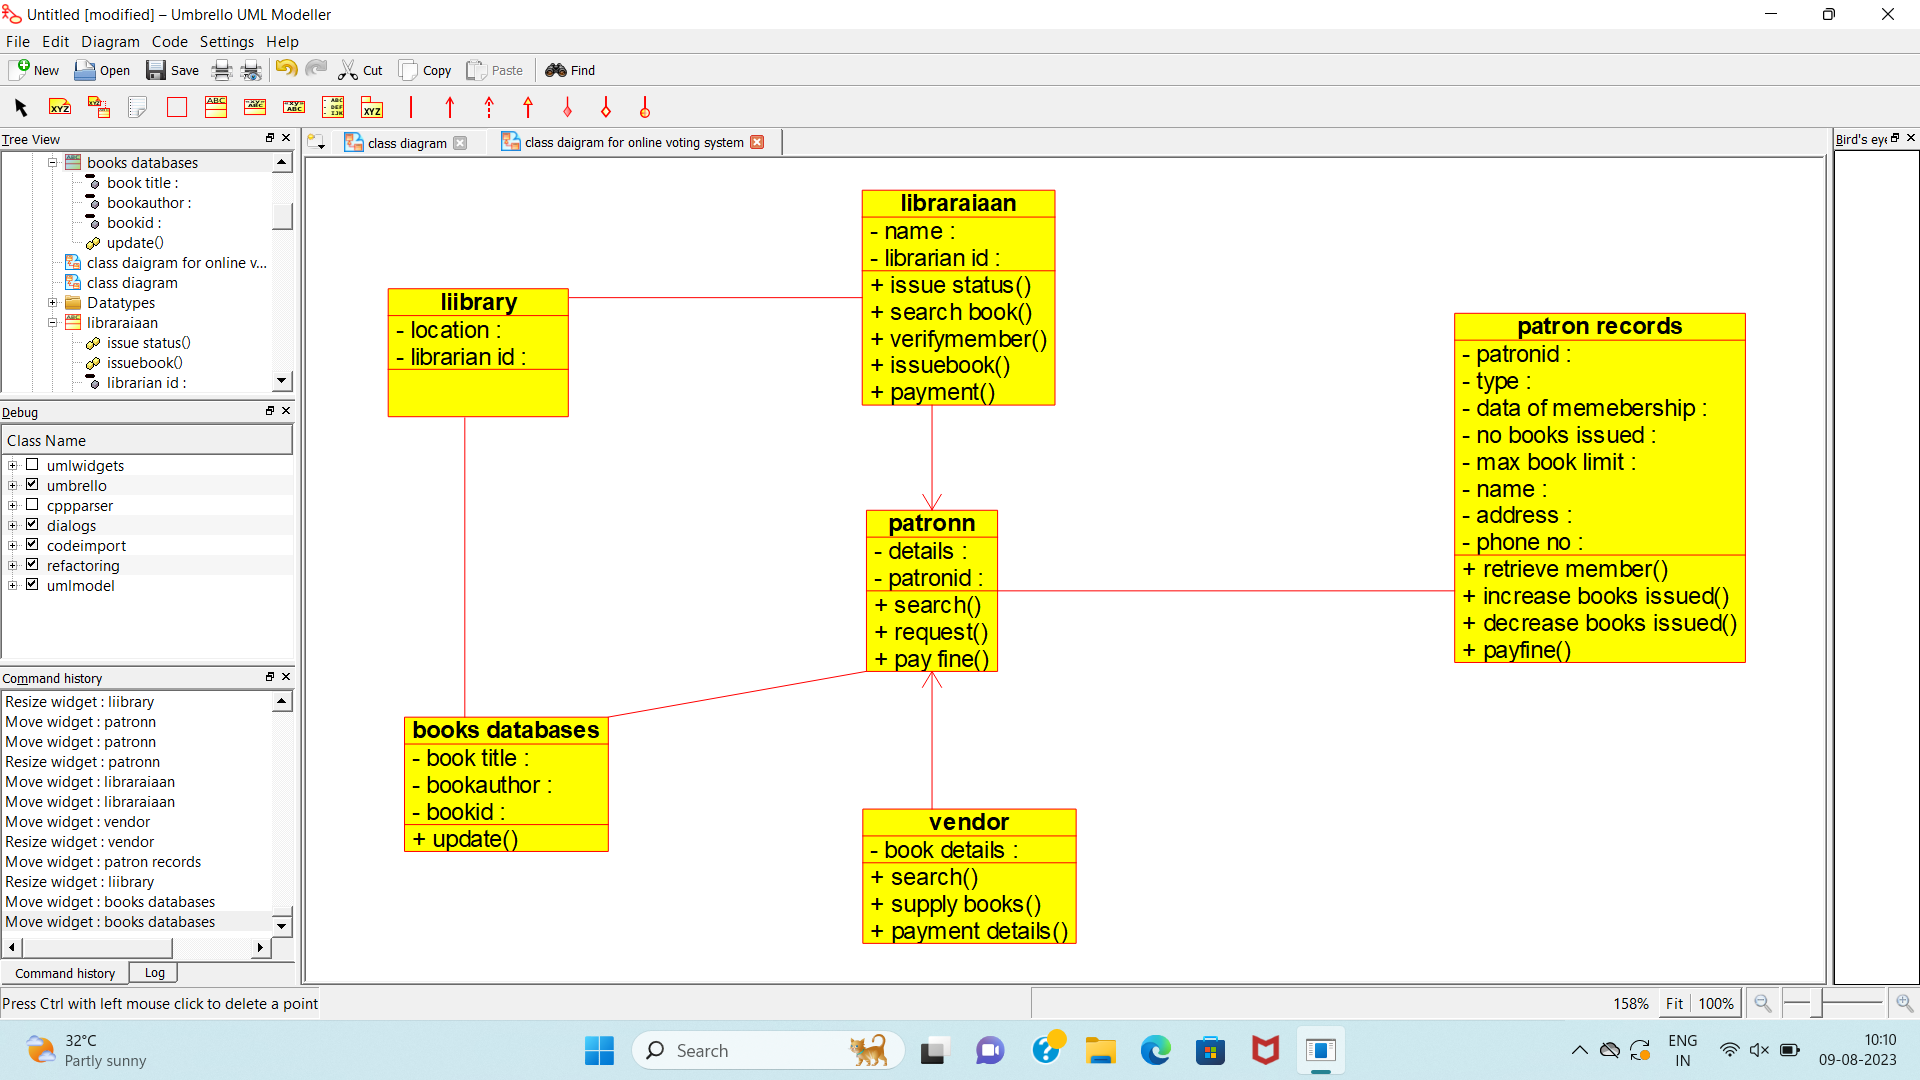 Untitled [modified] – Umbrello UML Modeller
File Edit Diagram Code Settings Help
New Open Save Cut Copy Paste Find
Tree View
books databases
book title :
bookauthor :
bookid :
update()
class daigram for online v...
class diagram
Datatypes
libraraiaan
issue status()
issuebook()
librarian id :
Debug
Class Name
umlwidgets
umbrello
cppparser
dialogs
codeimport
refactoring
umlmodel
Command history
Resize widget : liibrary
Move widget : patronn
Move widget : patronn
Resize widget : patronn
Move widget : libraraiaan
Move widget : libraraiaan
Move widget : vendor
Resize widget : vendor
Move widget : patron records
Resize widget : liibrary
Move widget : books databases
Move widget : books databases
Command history Log
class diagram
class daigram for online voting system
liibrary
- location :
- librarian id :
libraraiaan
- name :
- librarian id :
+ issue status()
+ search book()
+ verifymember()
+ issuebook()
+ payment()
patron records
- patronid :
- type :
- data of memebership :
- no books issued :
- max book limit :
- name :
- address :
- phone no :
+ retrieve member()
+ increase books issued()
+ decrease books issued()
+ payfine()
patronn
- details :
- patronid :
+ search()
+ request()
+ pay fine()
books databases
- book title :
- bookauthor :
- bookid :
+ update()
vendor
- book details :
+ search()
+ supply books()
+ payment details()
Bird's eye
Press Ctrl with left mouse click to delete a point
158% Fit 100%
32°C
Partly sunny
Search
ENG
IN
10:10
09-08-2023